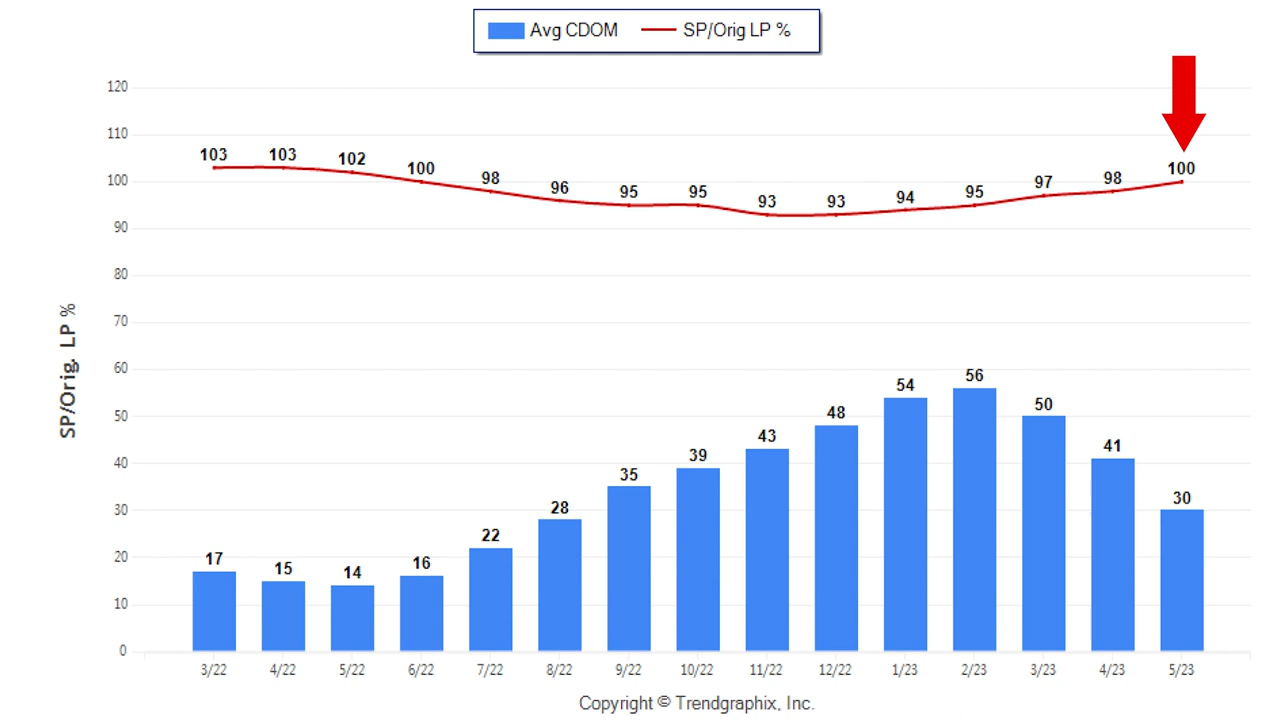 Avg CDOM SP/Orig LP %
120
110
100
90
80
70
60
50
40
30
20
10
0
SP/Orig. LP %
103 103 102 100 98 96 95 95 93 93 94 95 97 98 100
17 15 14 16 22 28 35 39 43 48 54 56 50 41 30
3/22 4/22 5/22 6/22 7/22 8/22 9/22 10/22 11/22 12/22 1/23 2/23 3/23 4/23 5/23
Copyright © Trendgraphix, Inc.